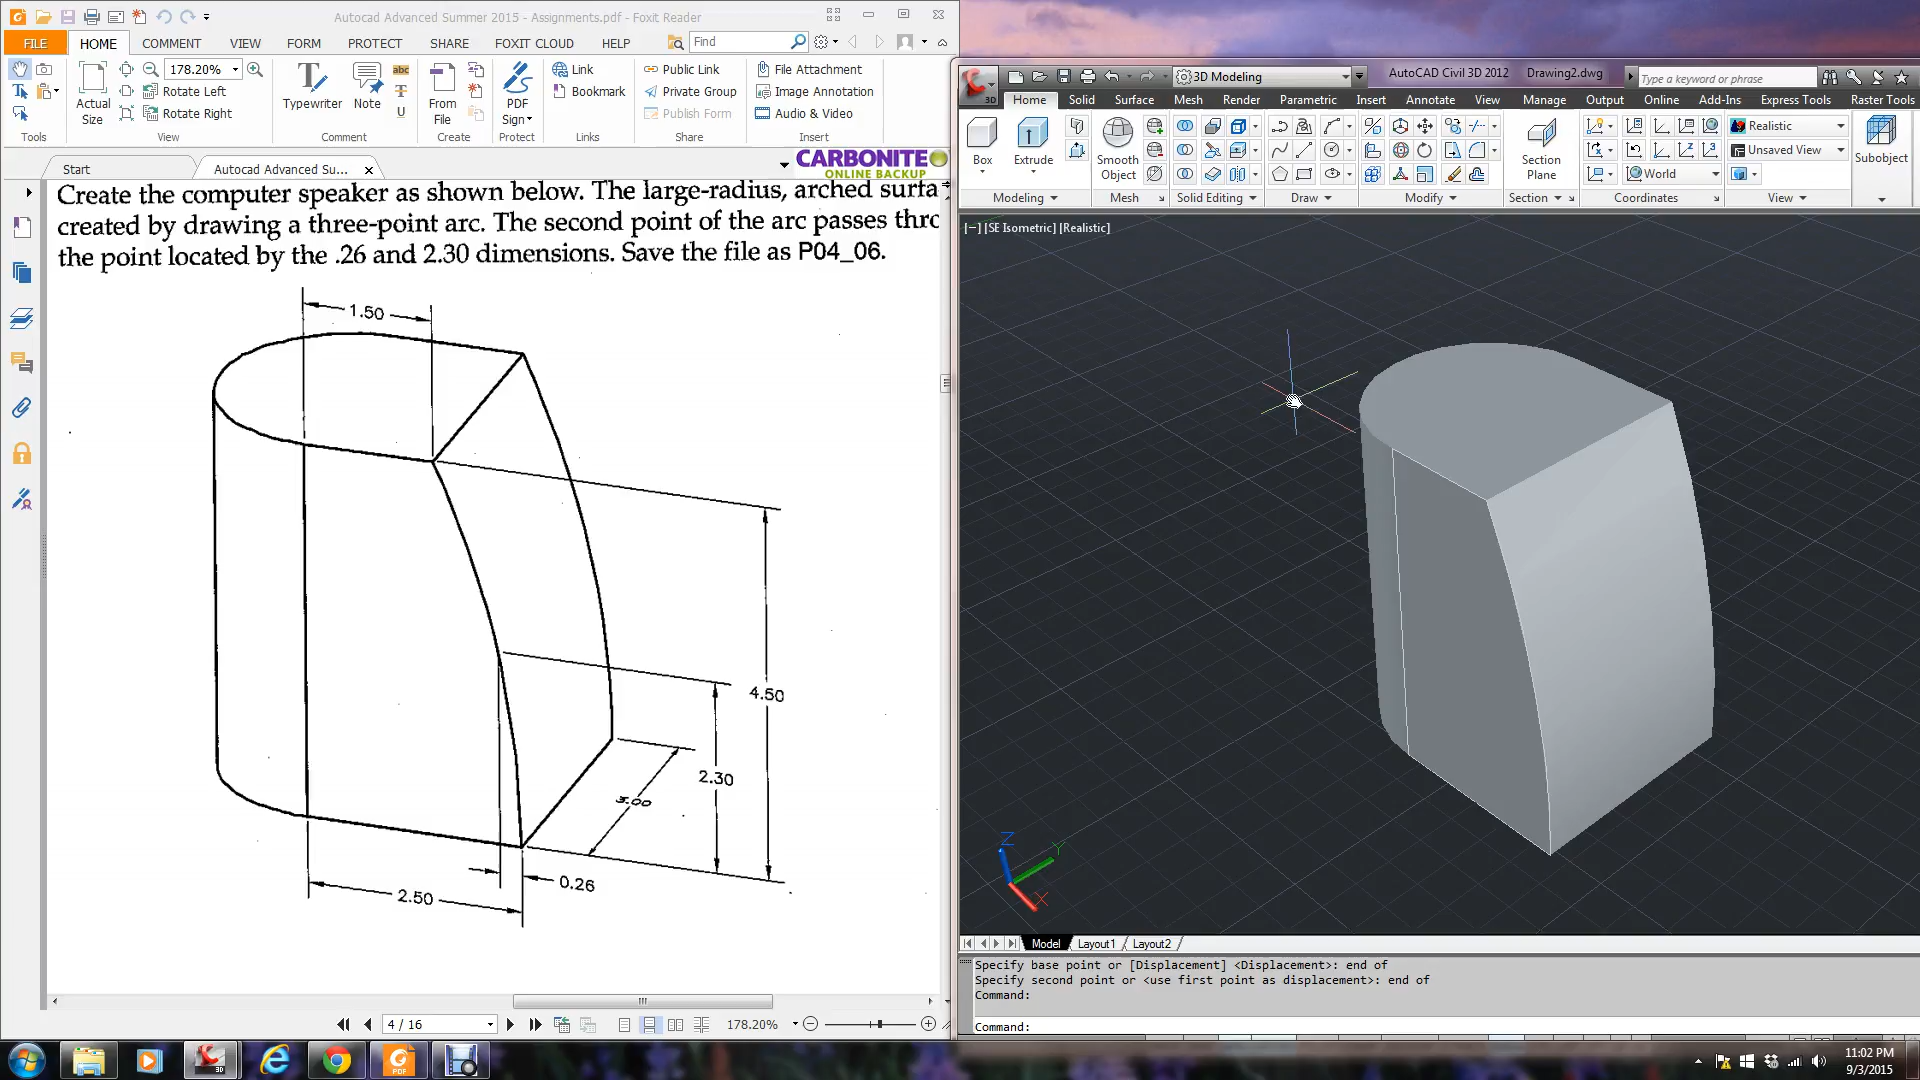 Autocad Advanced Summer 2015 - Assignments.pdf - Foxit Reader
FILE HOME COMMENT VIEW FORM PROTECT SHARE FOXIT CLOUD HELP Find
Actual Size
178.20%
Rotate Left
Rotate Right
Typewriter
Note
From File
PDF Sign
Link
Bookmark
Public Link
Private Group
Publish Form
File Attachment
Image Annotation
Audio & Video
Tools View Comment Create Protect Links Share Insert
Start
Autocad Advanced Su...
CARBONITE
ONLINE BACKUP
Create the computer speaker as shown below. The large-radius, arched surfa
created by drawing a three-point arc. The second point of the arc passes thro
the point located by the .26 and 2.30 dimensions. Save the file as P04_06.
1.50
4.50
2.30
3.00
0.26
2.50
4 / 16
178.20%
3D Modeling
AutoCAD Civil 3D 2012 Drawing2.dwg
Type a keyword or phrase
3D
Home Solid Surface Mesh Render Parametric Insert Annotate View Manage Output Online Add-Ins Express Tools Raster Tools
Box
Extrude
Smooth Object
Section Plane
Realistic
Unsaved View
World
Subobject
Modeling Mesh Solid Editing Draw Modify Section Coordinates View
[−] [SE Isometric] [Realistic]
Z
Y
X
Model Layout1 Layout2
Specify base point or [Displacement] <Displacement>: end of
Specify second point or <use first point as displacement>: end of
Command:
Command:
3D
PDF
11:02 PM
9/3/2015